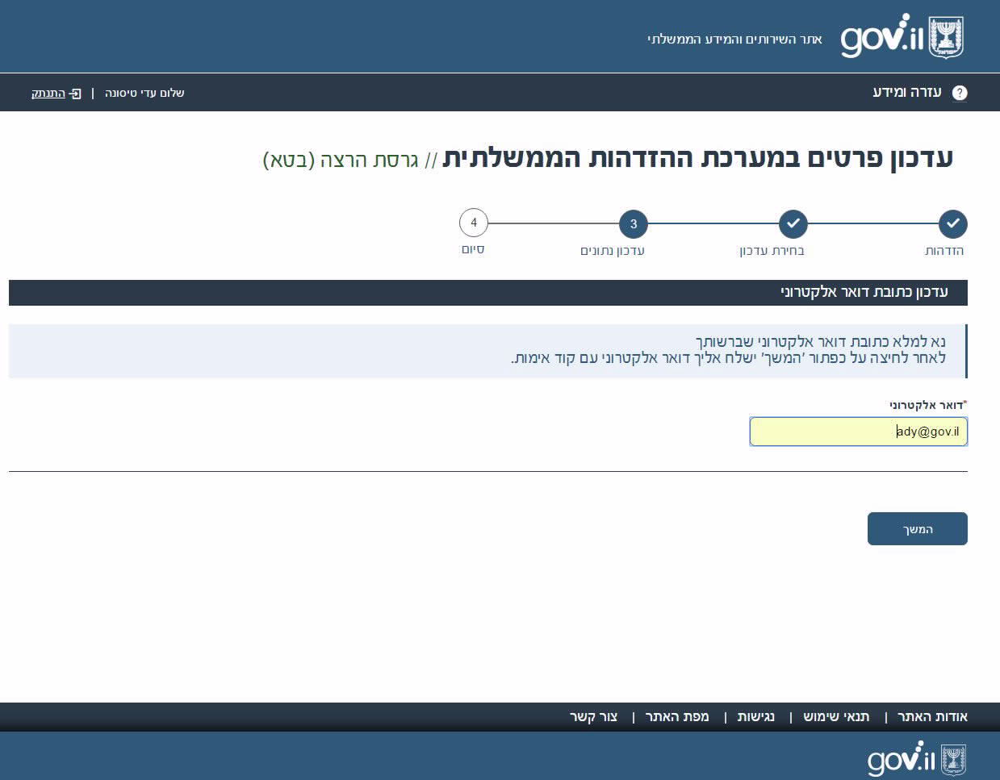 gov.il
אתר השירותים והמידע הממשלתי
? עזרה ומידע
שלום עדי טיסונה | התנתק
עדכון פרטים במערכת ההזדהות הממשלתית // גרסת הרצה (בטא)
3 4
הזדהות בחירת עדכון עדכון נתונים סיום
עדכון כתובת דואר אלקטרוני
נא למלא כתובת דואר אלקטרוני שברשותך
לאחר לחיצה על כפתור 'המשך' ישלח אליך דואר אלקטרוני עם קוד אימות.
*דואר אלקטרוני
ady@gov.il
המשך
אודות האתר | תנאי שימוש | נגישות | מפת האתר | צור קשר
gov.il